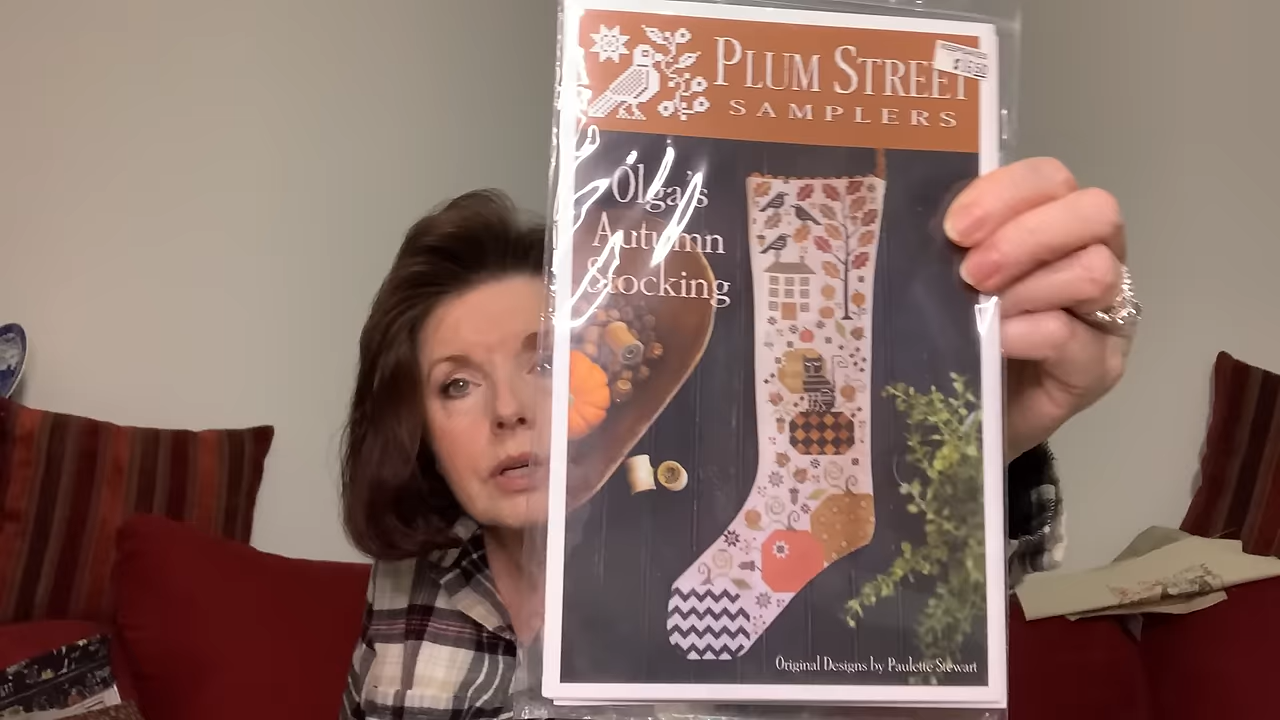 PLUM STREET
SAMPLERS
Olga's
Autumn
Stocking
Original Designs by Paulette Stewart